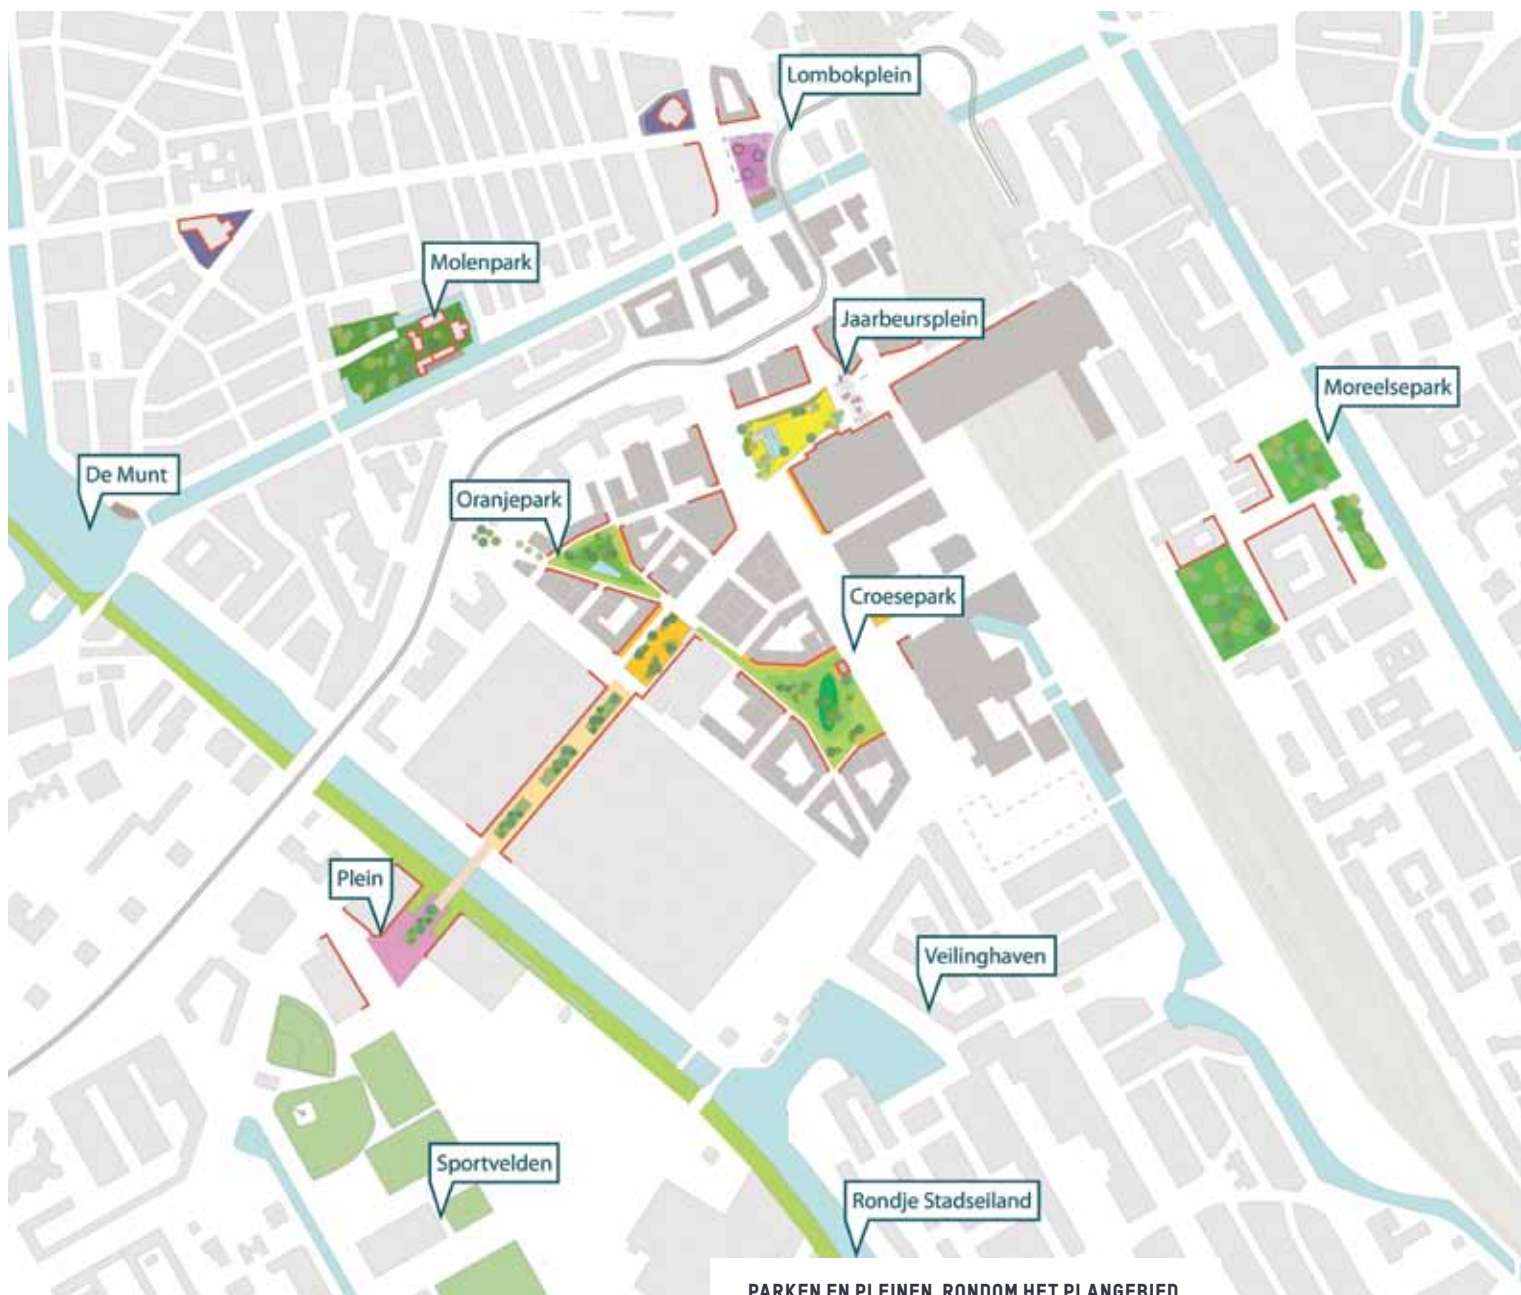 Lombokplein
Molenpark
Jaarbeursplein
Moreelsepark
De Munt
Oranjepark
Croesepark
Plein
Veilinghaven
Sportvelden
Rondje Stadseiland
PARKEN EN PLEINEN RONDOM HET PLANGEBIED